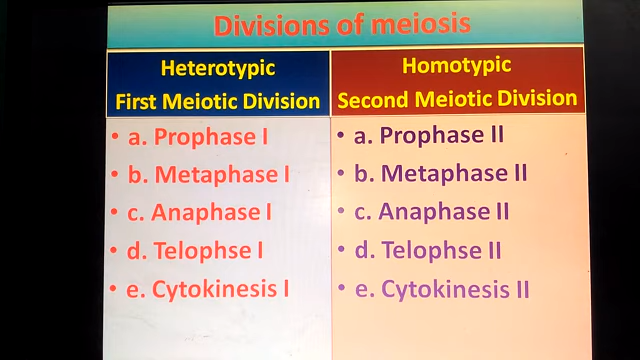 Divisions of meiosis
Heterotypic
First Meiotic Division
Homotypic
Second Meiotic Division
• a. Prophase I
• b. Metaphase I
• c. Anaphase I
• d. Telophse I
• e. Cytokinesis I
• a. Prophase II
• b. Metaphase II
• c. Anaphase II
• d. Telophse II
• e. Cytokinesis II